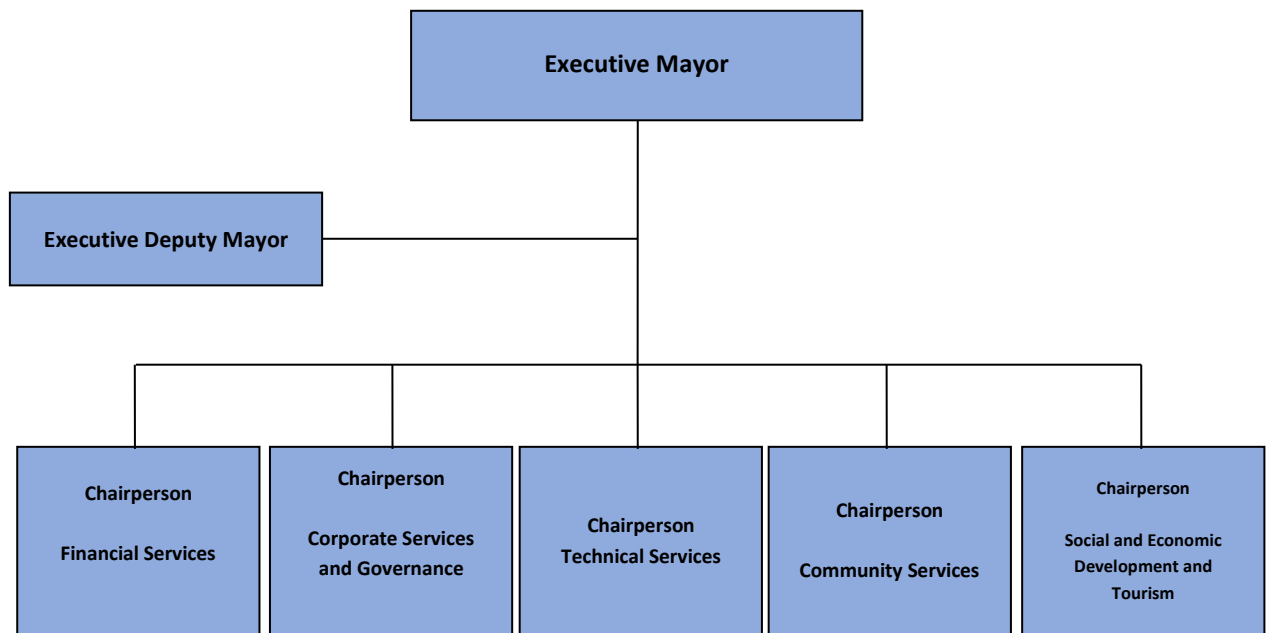 Executive Mayor
Executive Deputy Mayor
Chairperson
Financial Services
Chairperson
Corporate Services
and Governance
Chairperson
Technical Services
Chairperson
Community Services
Chairperson
Social and Economic
Development and
Tourism